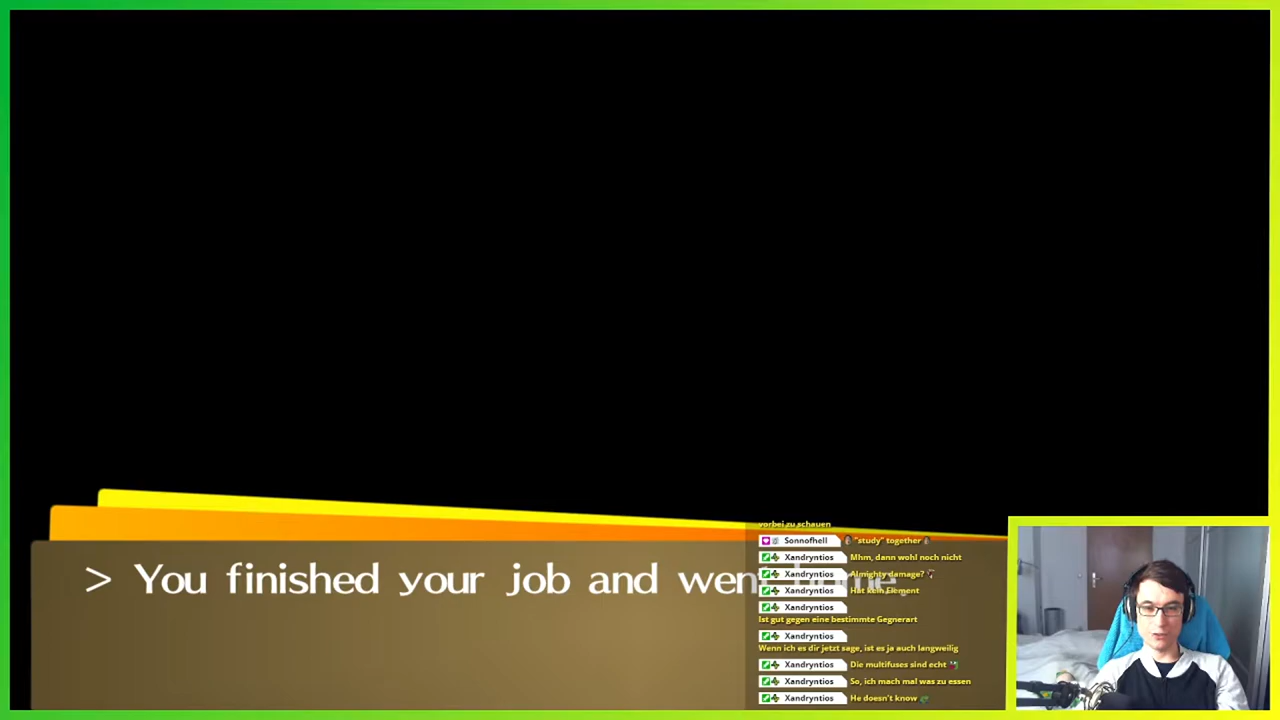 > You finished your job and went home.
vorbei zu schauen
Sonnofhell "study" together
Xandryntios Mhm, dann wohl noch nicht
Xandryntios Almighty damage?
Xandryntios Hat kein Element
Xandryntios
Ist gut gegen eine bestimmte Gegnerart
Xandryntios
Wenn ich es dir jetzt sage, ist es ja auch langweilig
Xandryntios Die multifuses sind echt
Xandryntios So, ich mach mal was zu essen
Xandryntios He doesn't know